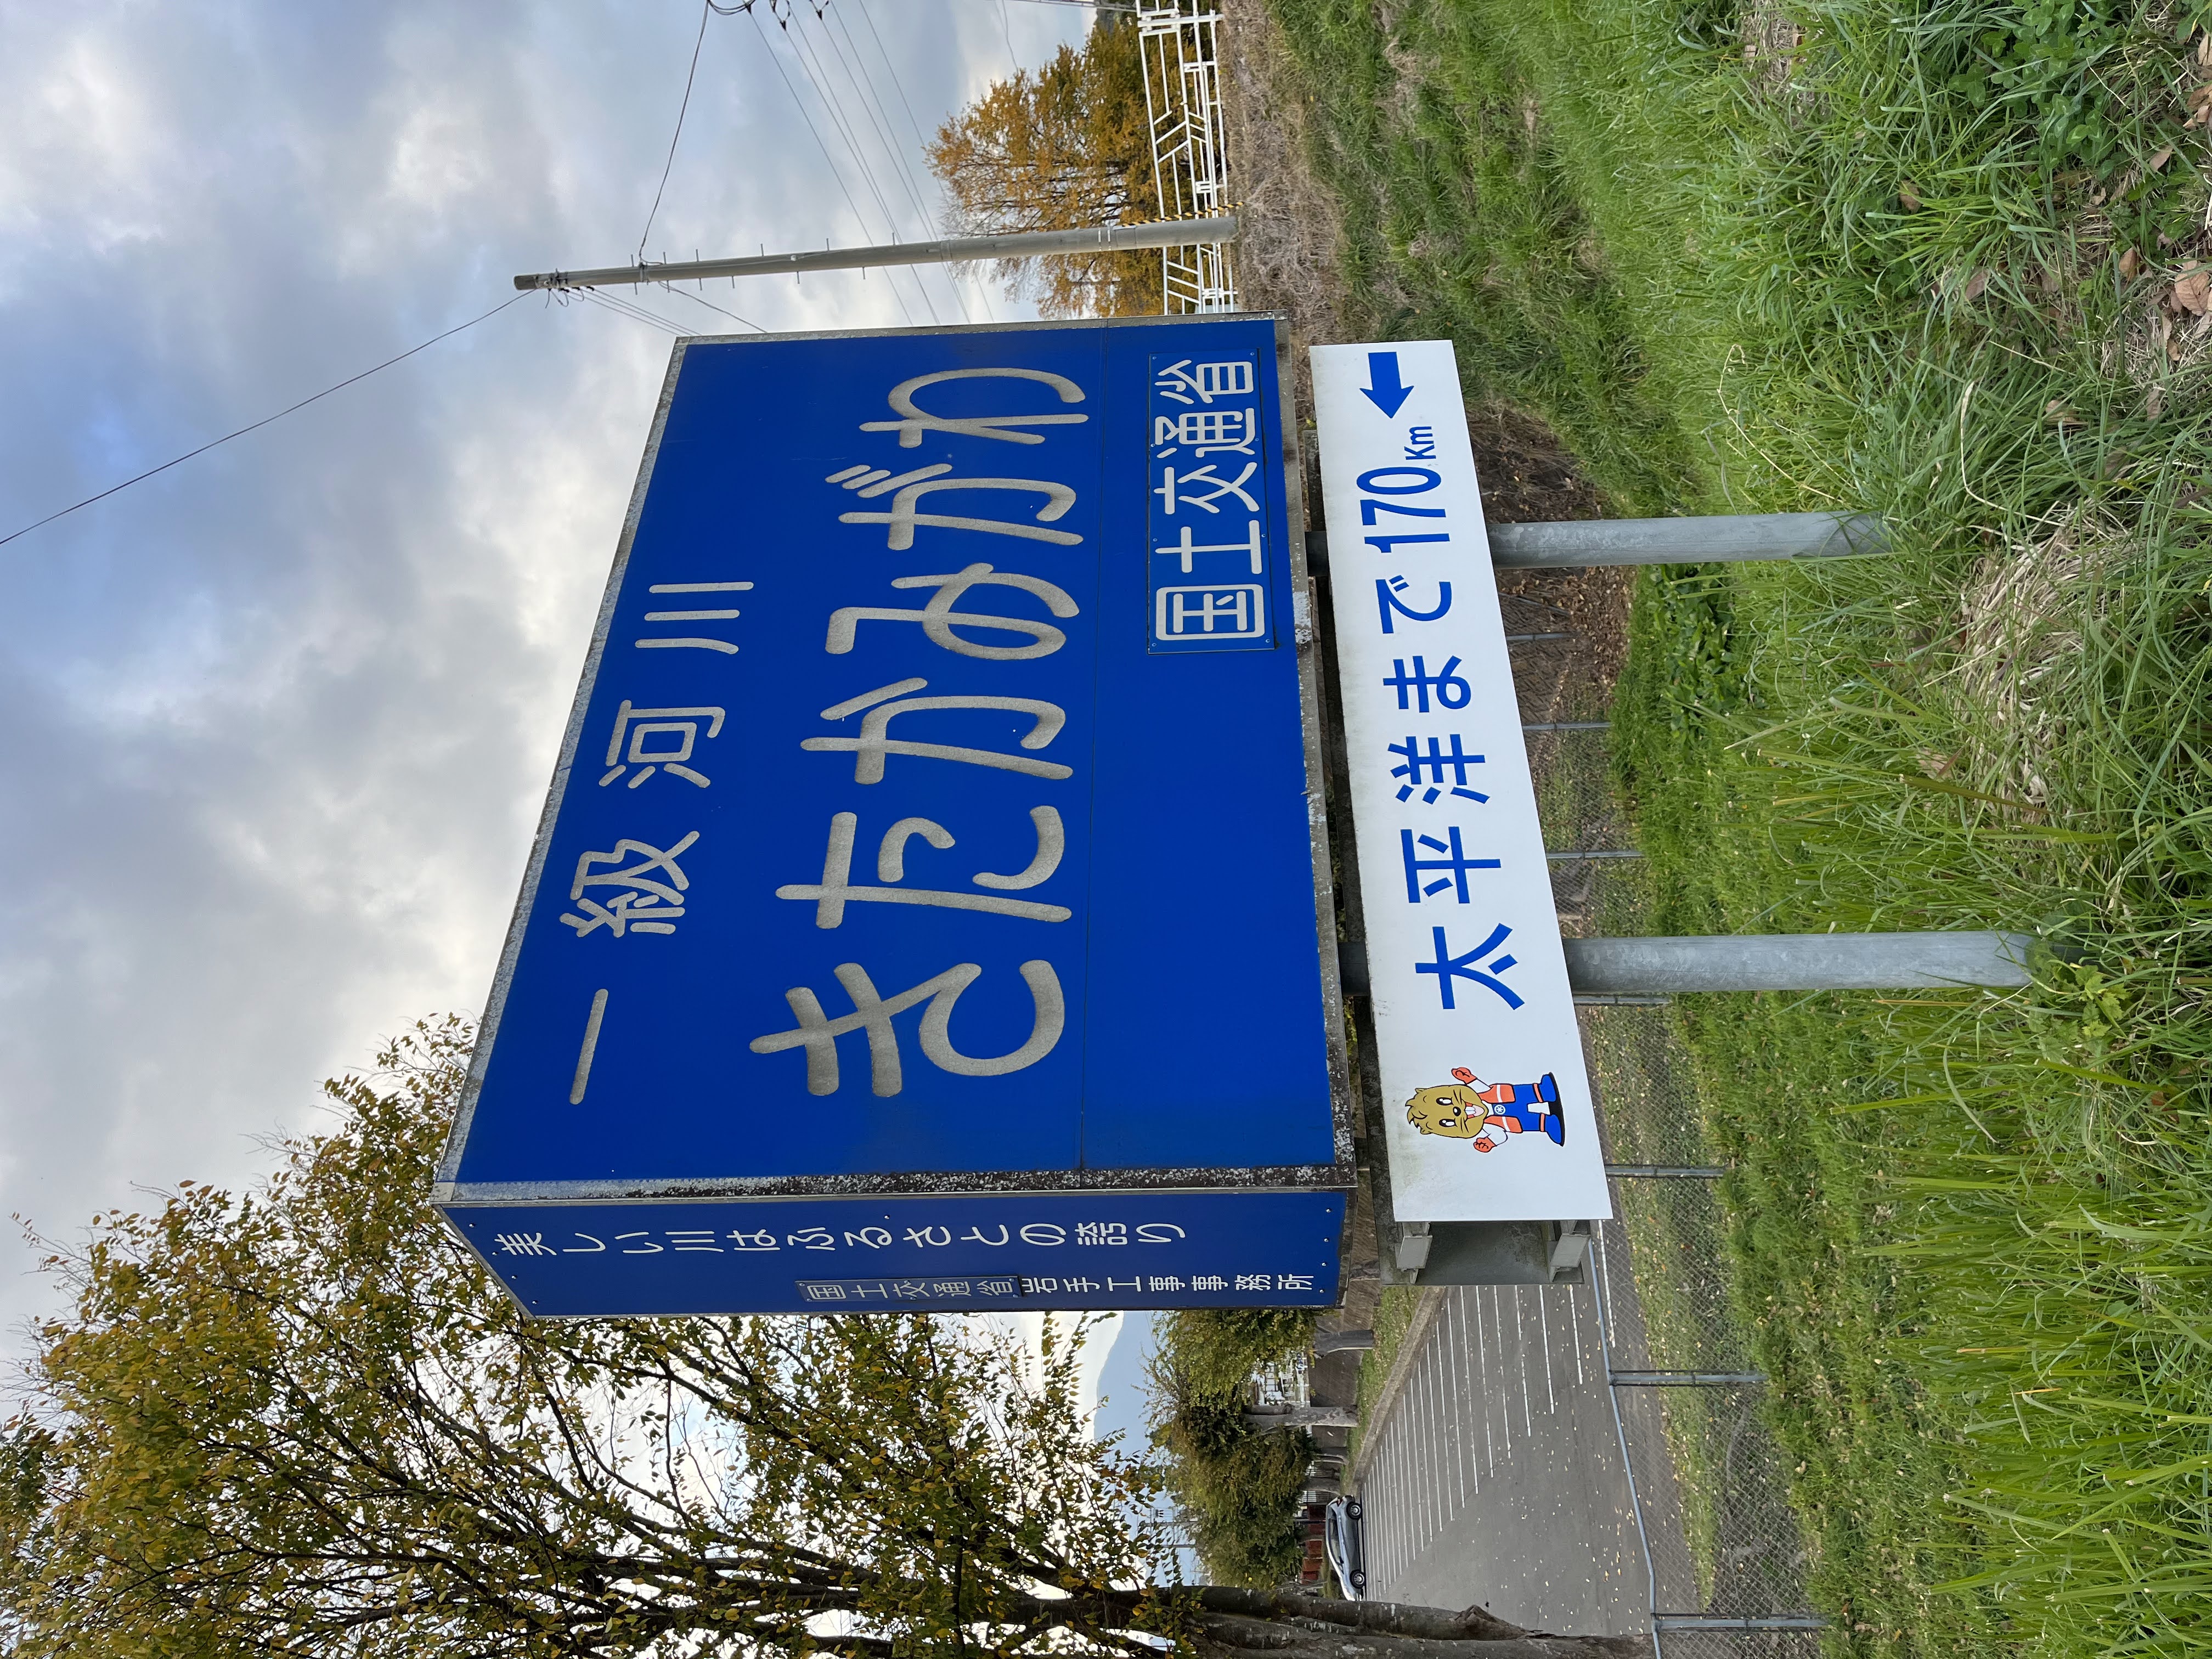 一級河川
きたかみがわ
国土交通省
太平洋まで170Km
美しい川はふるさとの誇り
国土交通省岩手工事事務所